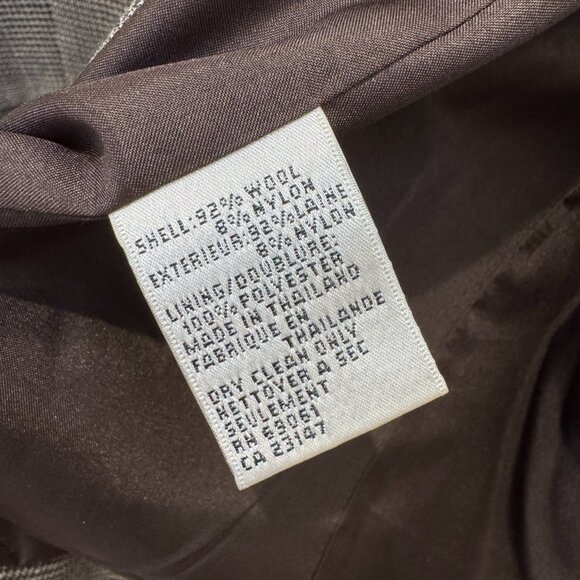 SHELL:92% WOOL
8% NYLON
EXTERIEUR:92% LAINE
8% NYLON
LINING/DOUBLURE:
100% POLYESTER
MADE IN THAILAND
FABRIQUE EN
THAILANDE
DRY CLEAN ONLY
NETTOYER A SEC
SEULEMENT
RN 69051
CA 23147